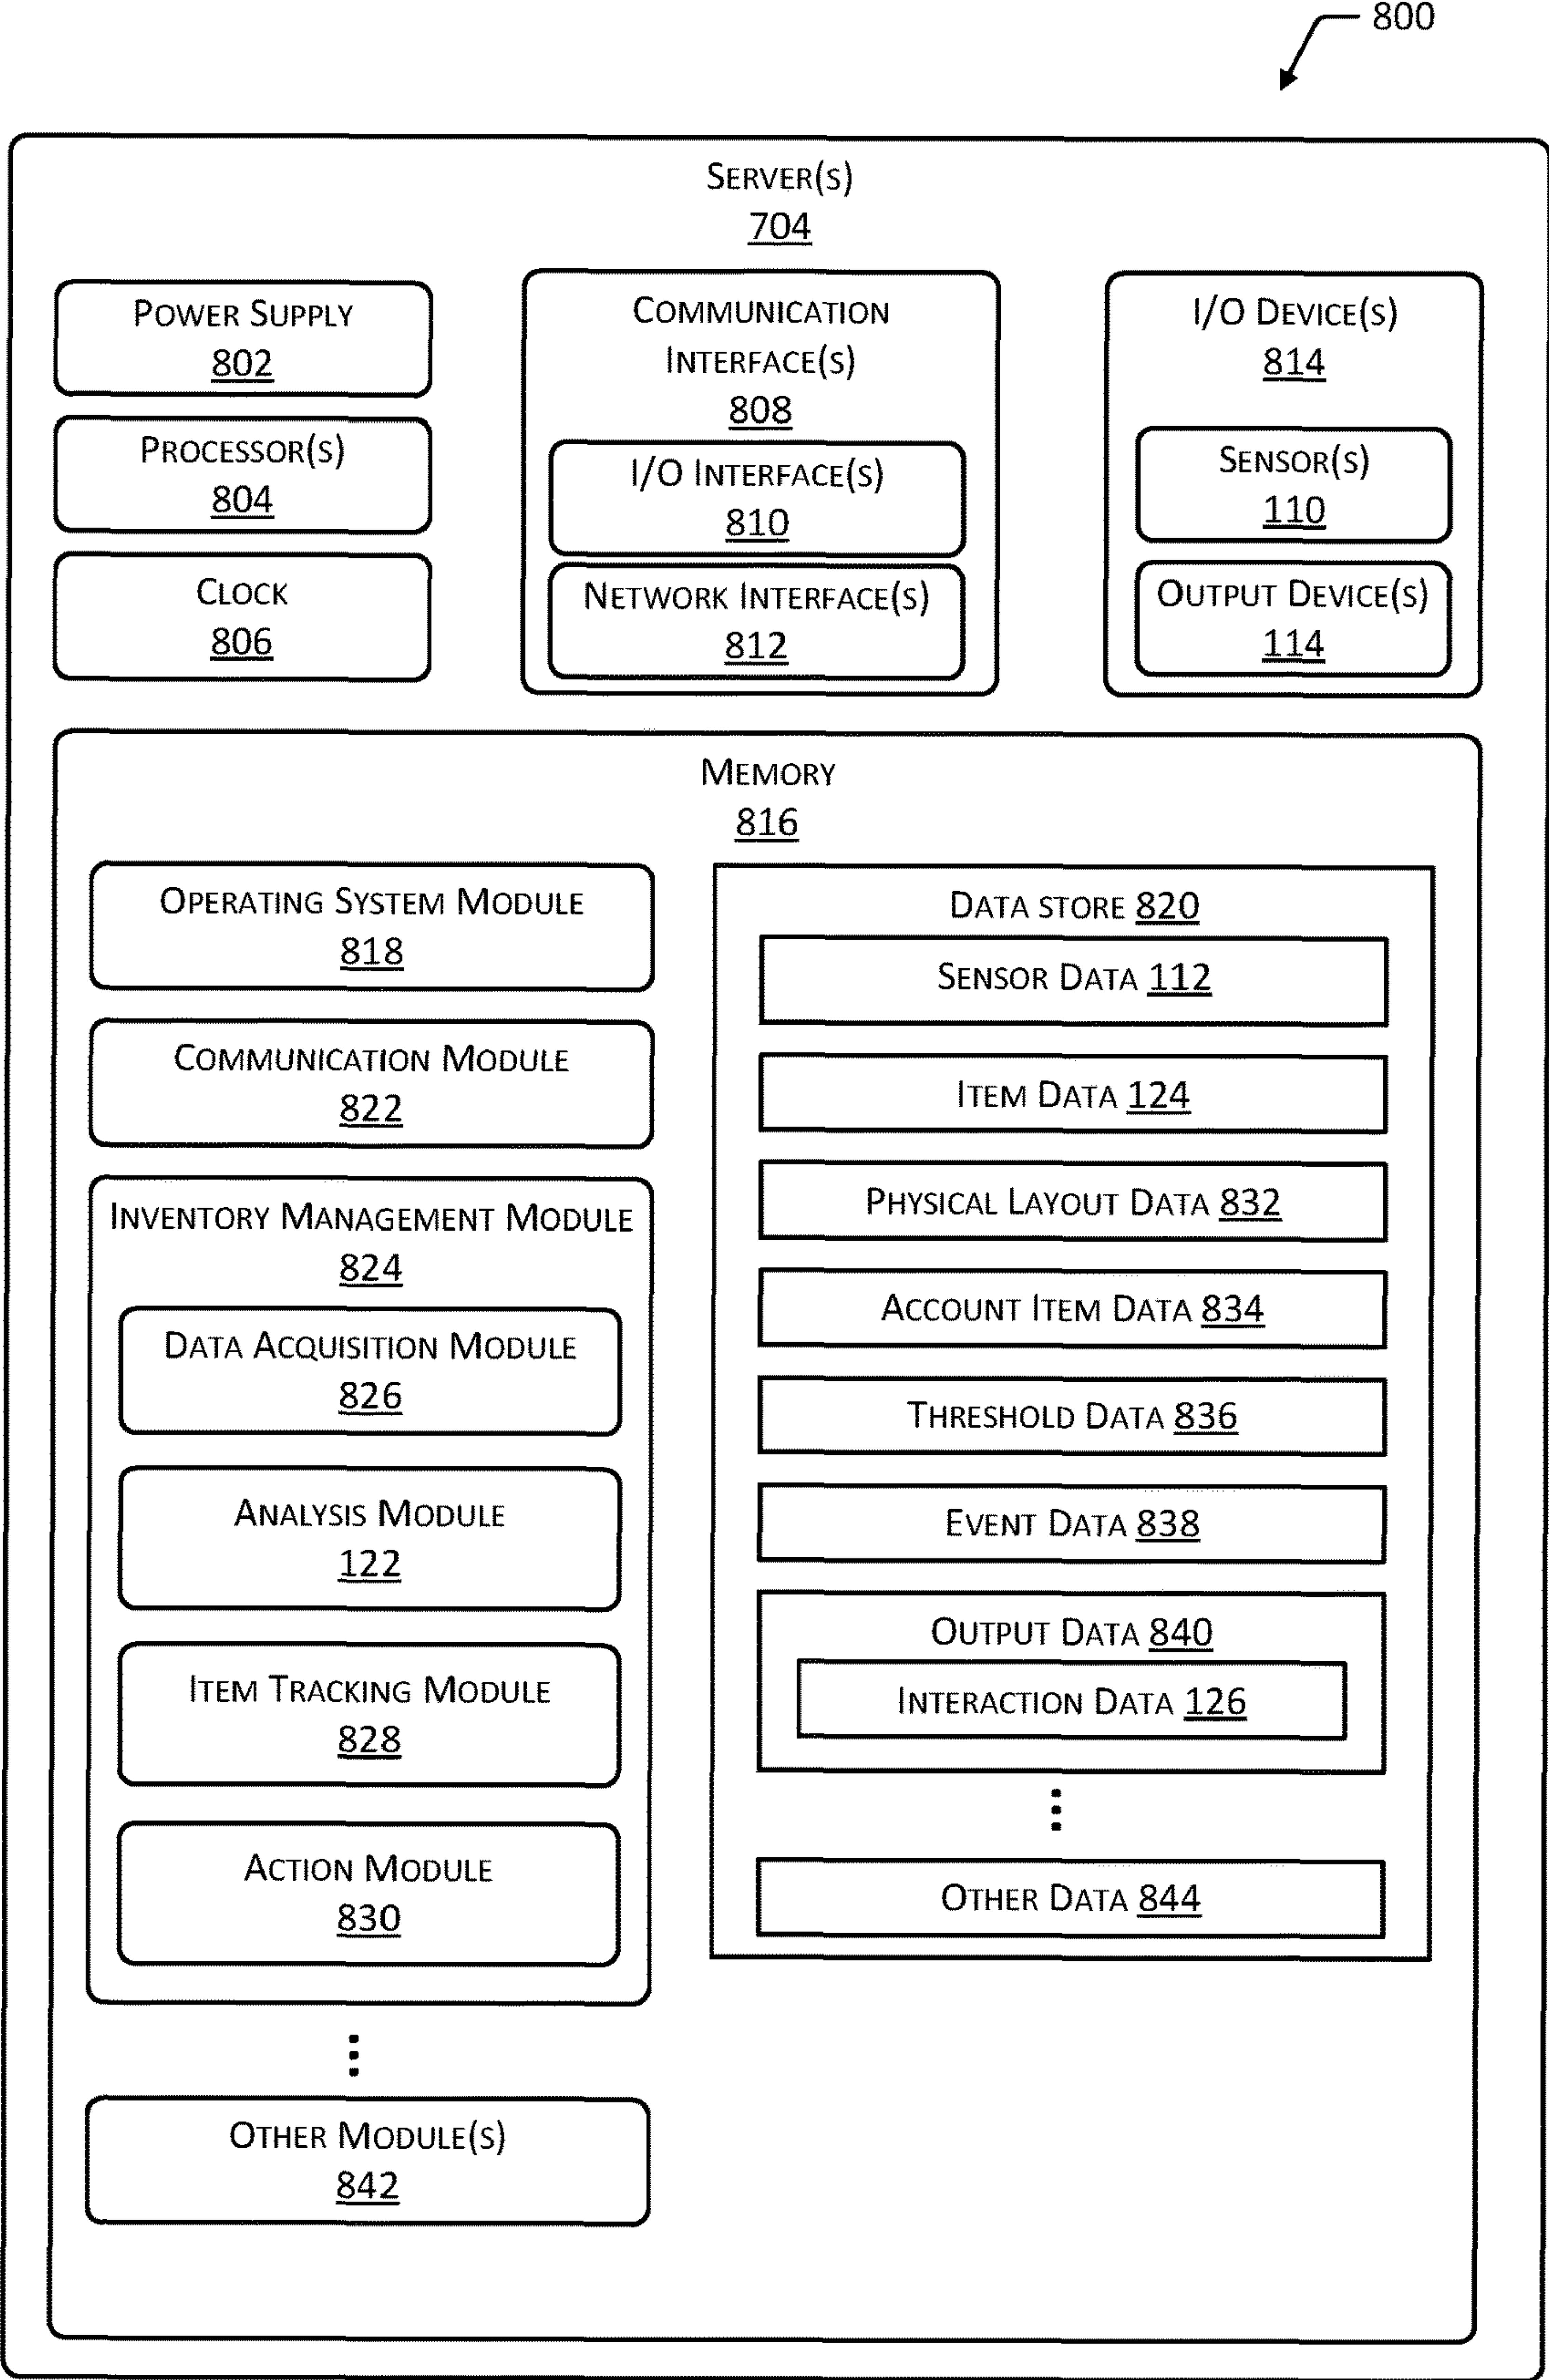 800
SERVER(S)
704
POWER SUPPLY
802
PROCESSOR(S)
804
CLOCK
806
COMMUNICATION
INTERFACE(S)
808
I/O INTERFACE(S)
810
NETWORK INTERFACE(S)
812
I/O DEVICE(S)
814
SENSOR(S)
110
OUTPUT DEVICE(S)
114
MEMORY
816
OPERATING SYSTEM MODULE
818
COMMUNICATION MODULE
822
INVENTORY MANAGEMENT MODULE
824
DATA ACQUISITION MODULE
826
ANALYSIS MODULE
122
ITEM TRACKING MODULE
828
ACTION MODULE
830
OTHER MODULE(S)
842
DATA STORE 820
SENSOR DATA 112
ITEM DATA 124
PHYSICAL LAYOUT DATA 832
ACCOUNT ITEM DATA 834
THRESHOLD DATA 836
EVENT DATA 838
OUTPUT DATA 840
INTERACTION DATA 126
OTHER DATA 844